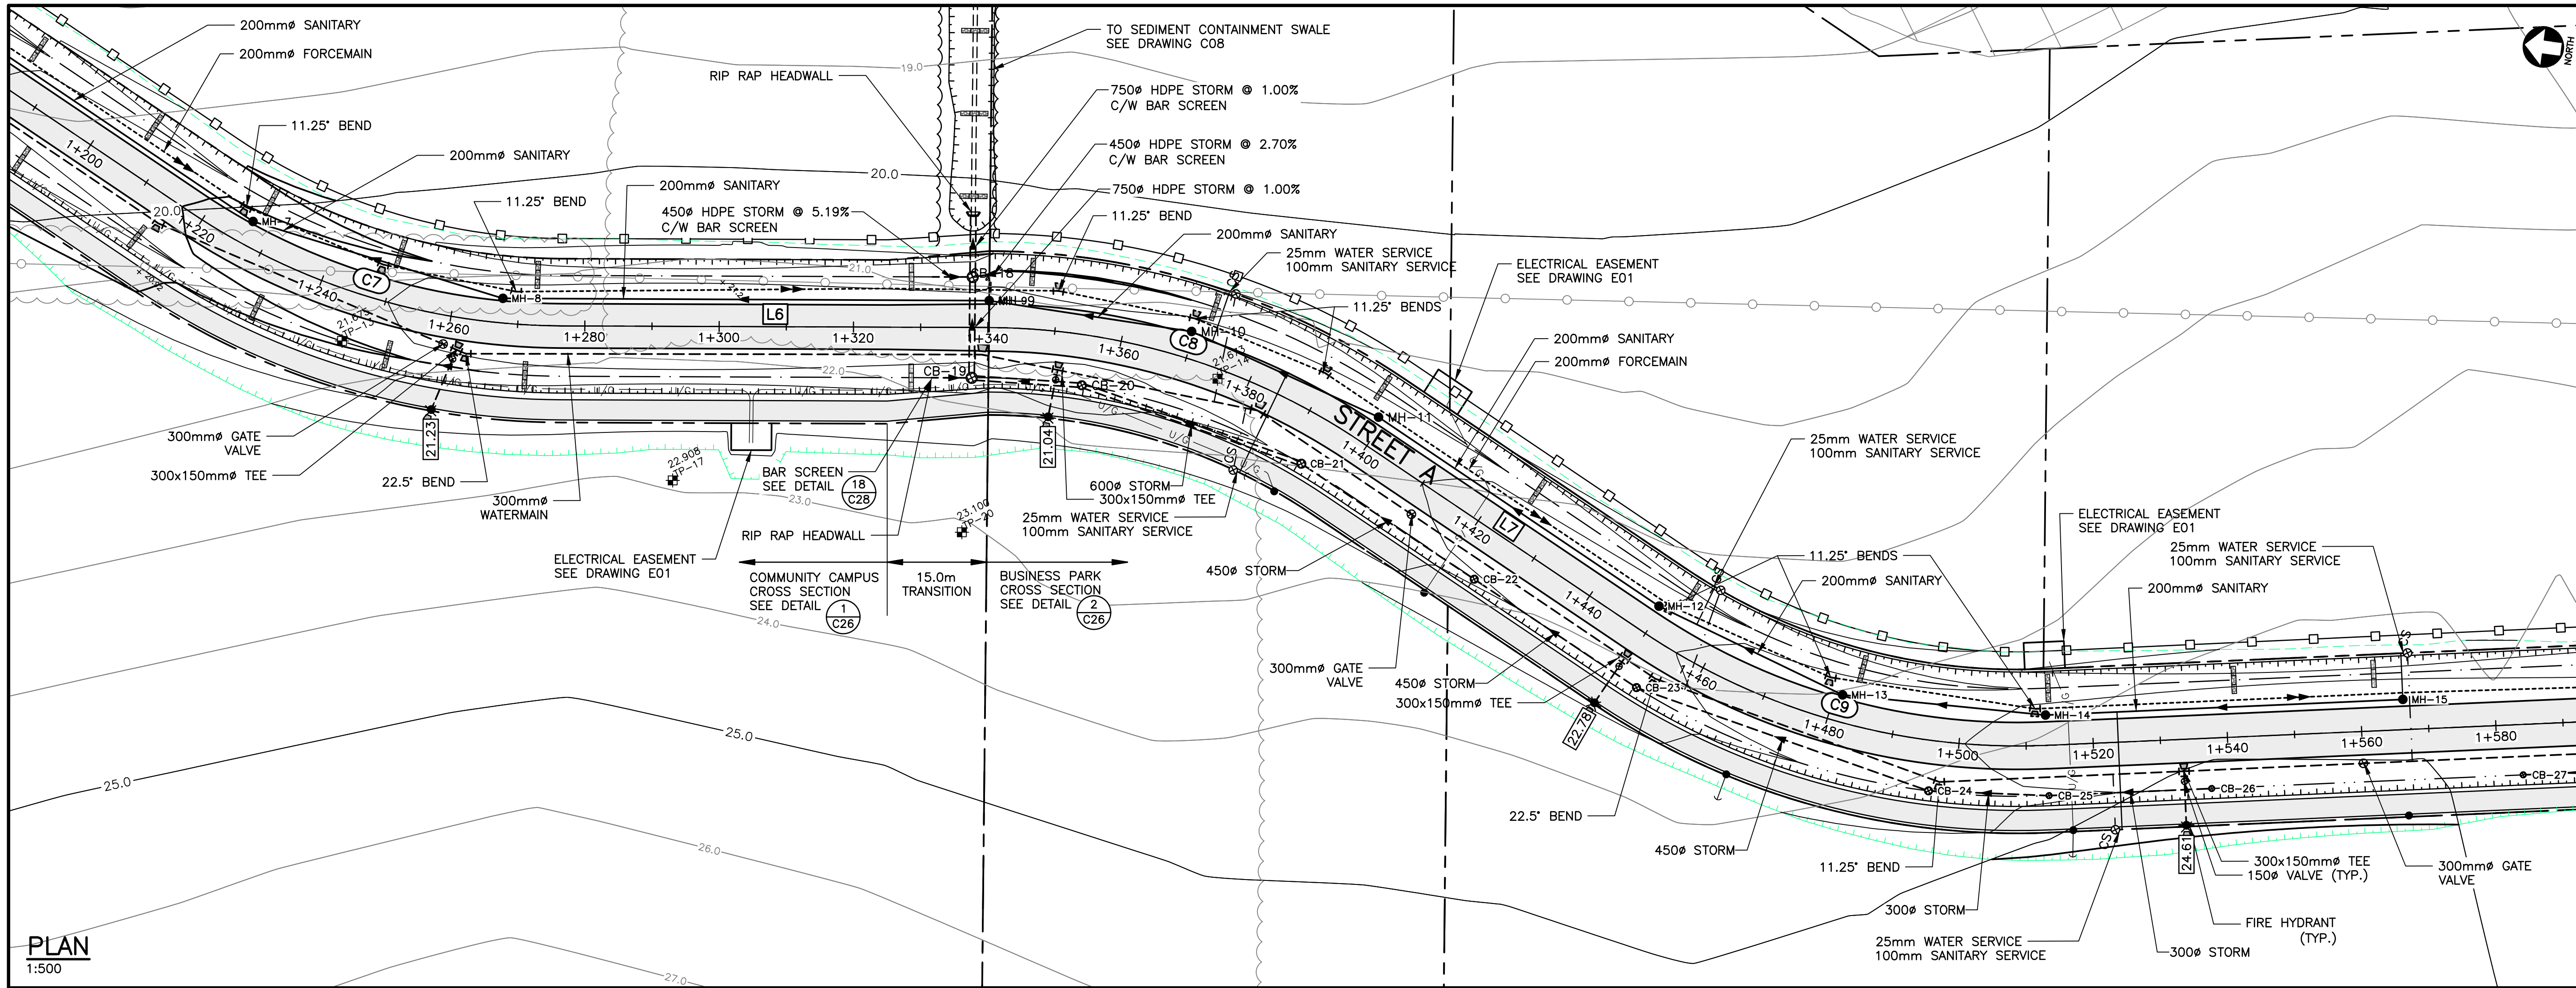 200mmø SANITARY
200mmø FORCEMAIN
11.25° BEND
200mmø SANITARY
11.25° BEND
200mmø SANITARY
450ø HDPE STORM @ 5.19%
C/W BAR SCREEN
RIP RAP HEADWALL
19.0
20.0
TO SEDIMENT CONTAINMENT SWALE
SEE DRAWING C08
750ø HDPE STORM @ 1.00%
C/W BAR SCREEN
450ø HDPE STORM @ 2.70%
C/W BAR SCREEN
750ø HDPE STORM @ 1.00%
11.25° BEND
200mmø SANITARY
25mm WATER SERVICE
100mm SANITARY SERVICE
ELECTRICAL EASEMENT
SEE DRAWING E01
11.25° BENDS
200mmø SANITARY
200mmø FORCEMAIN
NORTH
1+200
20.0
1+220
MH-7
C7
1+240
MH-8
1+260
1+280
L6
1+300
1+320
1+340
21.0
22.0
CB-18
CB-19
CB-20
MH-10
C8
1+360
1+380
TP-14
MH-11
STREET A
1+400
L7
1+420
1+440
MH-12
1+460
MH-13
C9
1+480
MH-14
1+500
1+520
1+540
1+560
1+580
MH-15
CB-21
CB-22
CB-23
CB-24
CB-25
CB-26
CB-27
U/G
CS
300mmø GATE
VALVE
300x150mmø TEE
21.23
22.5° BEND
300mmø
WATERMAIN
22.908
TP-17
ELECTRICAL EASEMENT
SEE DRAWING E01
BAR SCREEN
SEE DETAIL
18
C28
RIP RAP HEADWALL
23.0
23.100
TP-20
21.04
600ø STORM
300x150mmø TEE
25mm WATER SERVICE
100mm SANITARY SERVICE
COMMUNITY CAMPUS
CROSS SECTION
SEE DETAIL
1
C26
15.0m
TRANSITION
BUSINESS PARK
CROSS SECTION
SEE DETAIL
2
C26
450ø STORM
300mmø GATE
VALVE
450ø STORM
300x150mmø TEE
22.78
22.5° BEND
450ø STORM
25mm WATER SERVICE
100mm SANITARY SERVICE
11.25° BENDS
200mmø SANITARY
ELECTRICAL EASEMENT
SEE DRAWING E01
25mm WATER SERVICE
100mm SANITARY SERVICE
200mmø SANITARY
11.25° BEND
300ø STORM
25mm WATER SERVICE
100mm SANITARY SERVICE
24.61
300x150mmø TEE
150ø VALVE (TYP.)
FIRE HYDRANT
(TYP.)
300ø STORM
300mmø GATE
VALVE
24.0
25.0
25.0
26.0
27.0
PLAN
1:500